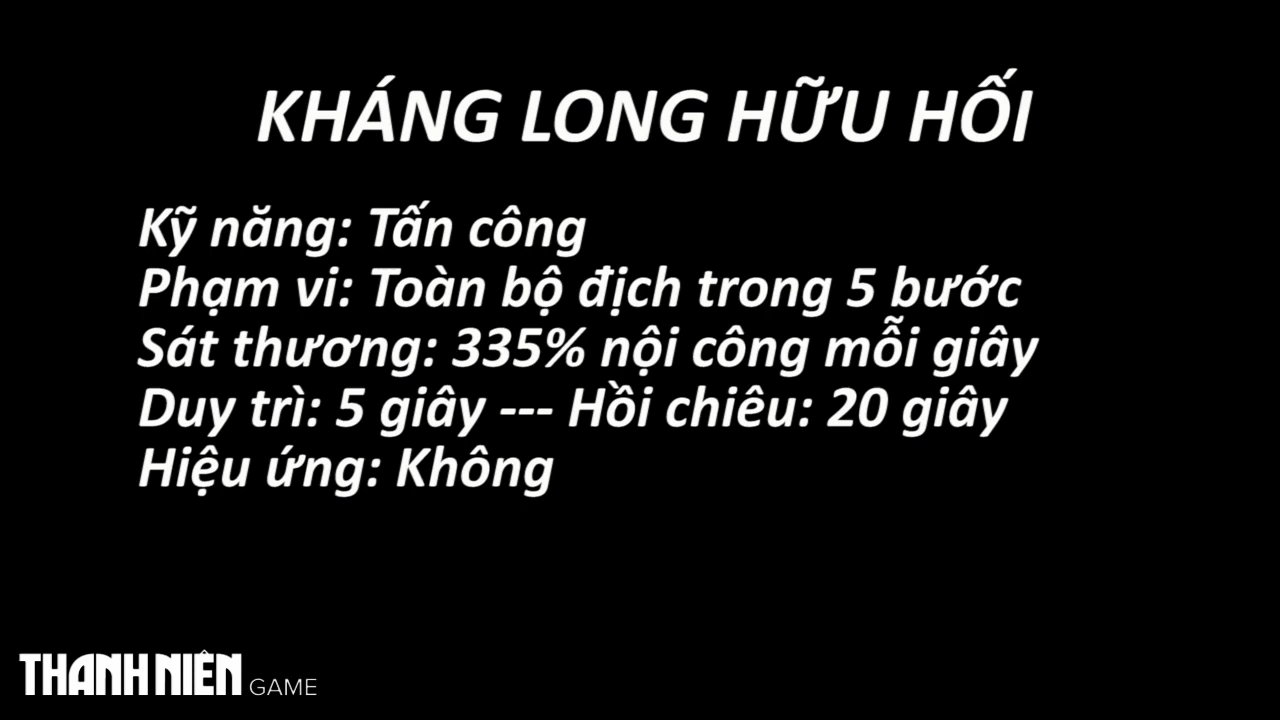 KHÁNG LONG HỮU HỐI
Kỹ năng: Tấn công
Phạm vi: Toàn bộ địch trong 5 bước
Sát thương: 335% nội công mỗi giây
Duy trì: 5 giây --- Hồi chiêu: 20 giây
Hiệu ứng: Không
THANH NIÊN GAME